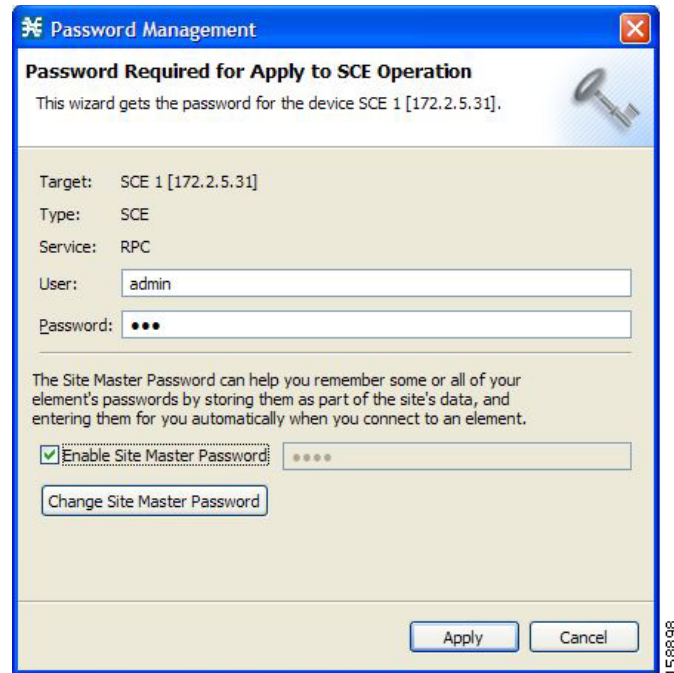 Password Management
Password Required for Apply to SCE Operation
This wizard gets the password for the device SCE 1 [172.2.5.31].
Target: SCE 1 [172.2.5.31]
Type: SCE
Service: RPC
User: admin
Password: •••
The Site Master Password can help you remember some or all of your
element's passwords by storing them as part of the site's data, and
entering them for you automatically when you connect to an element.
Enable Site Master Password ••••
Change Site Master Password
Apply Cancel
158898